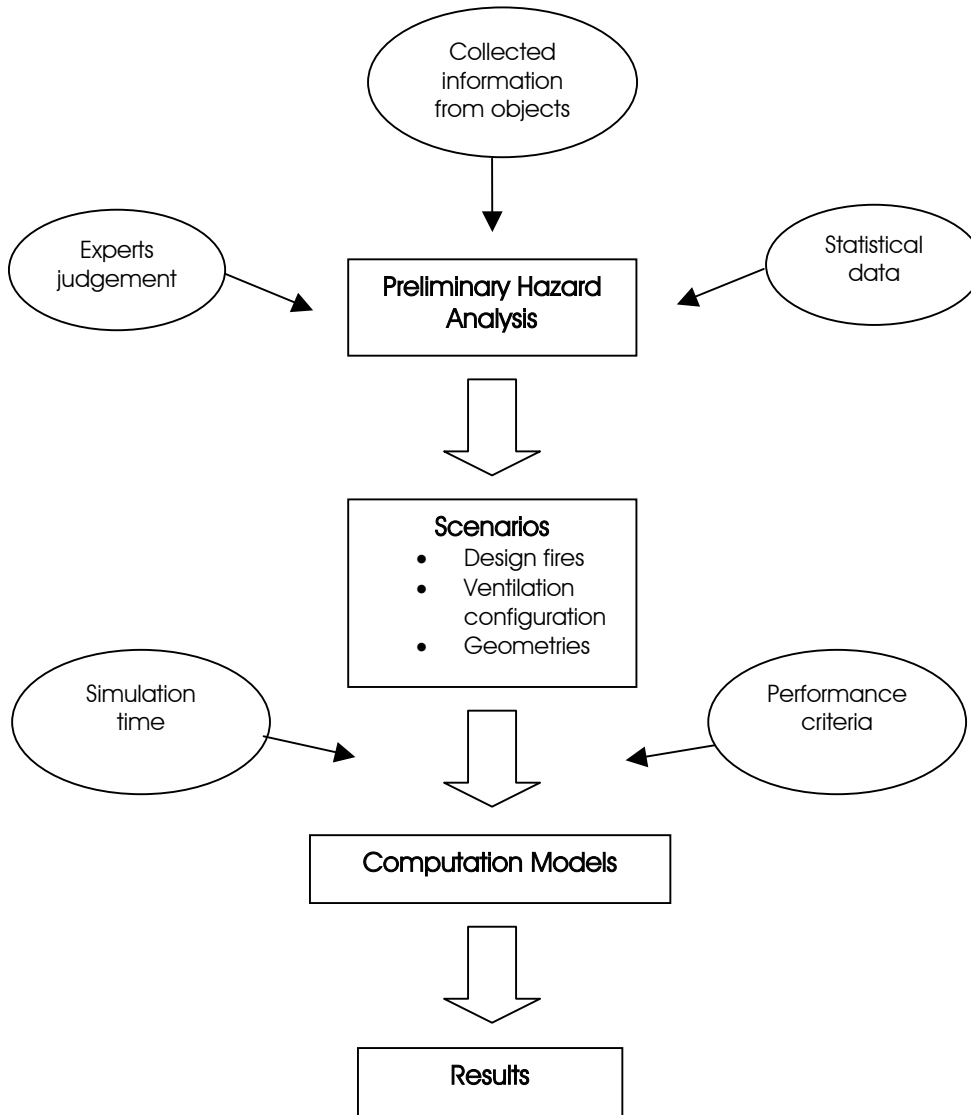 Collected
information
from objects
Experts
judgement
Statistical
data
Preliminary Hazard
Analysis
Scenarios
• Design fires
• Ventilation
configuration
• Geometries
Simulation
time
Performance
criteria
Computation Models
Results